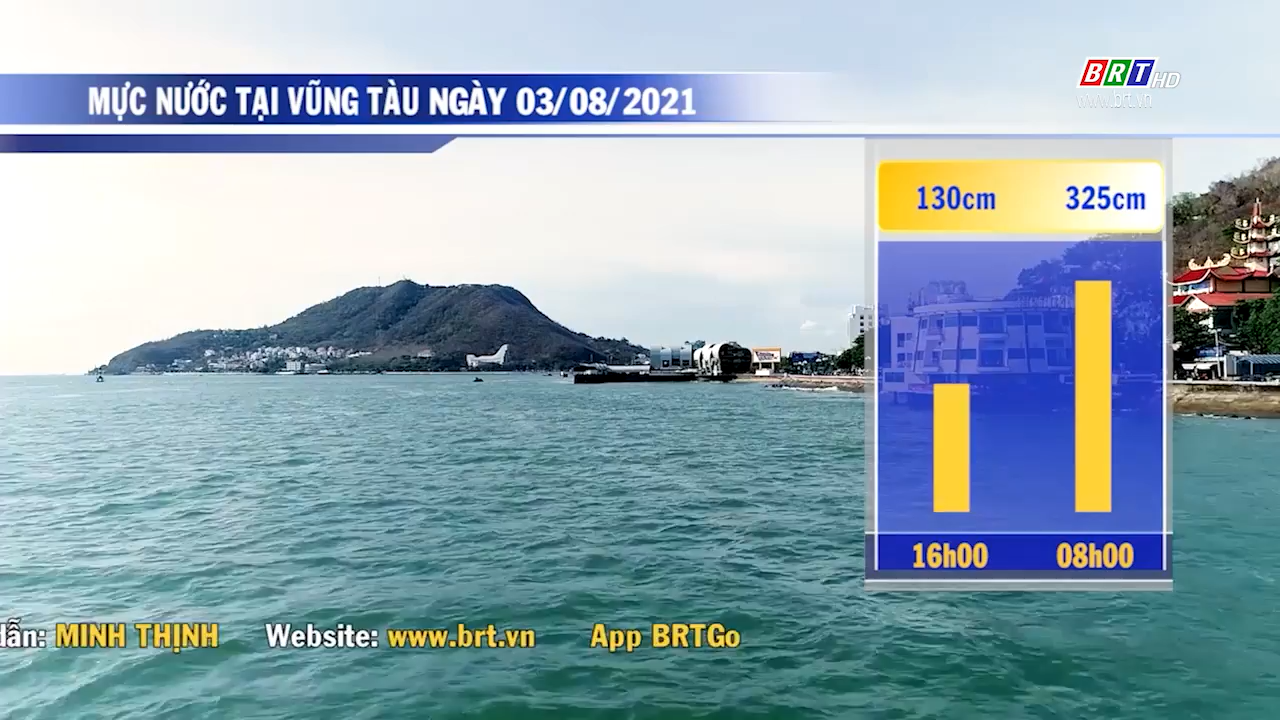 BRT HD
www.brt.vn
MỰC NƯỚC TẠI VŨNG TÀU NGÀY 03/08/2021
130cm 325cm
16h00 08h00
dẫn: MINH THỊNH Website: www.brt.vn App BRTGo